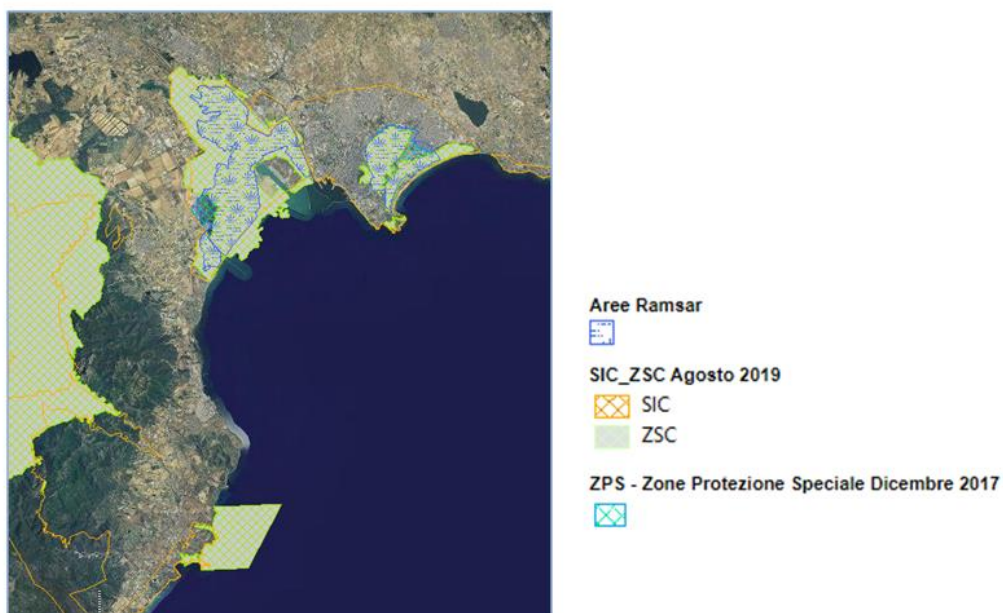 Aree Ramsar
SIC_ZSC Agosto 2019
SIC
ZSC
ZPS - Zone Protezione Speciale Dicembre 2017